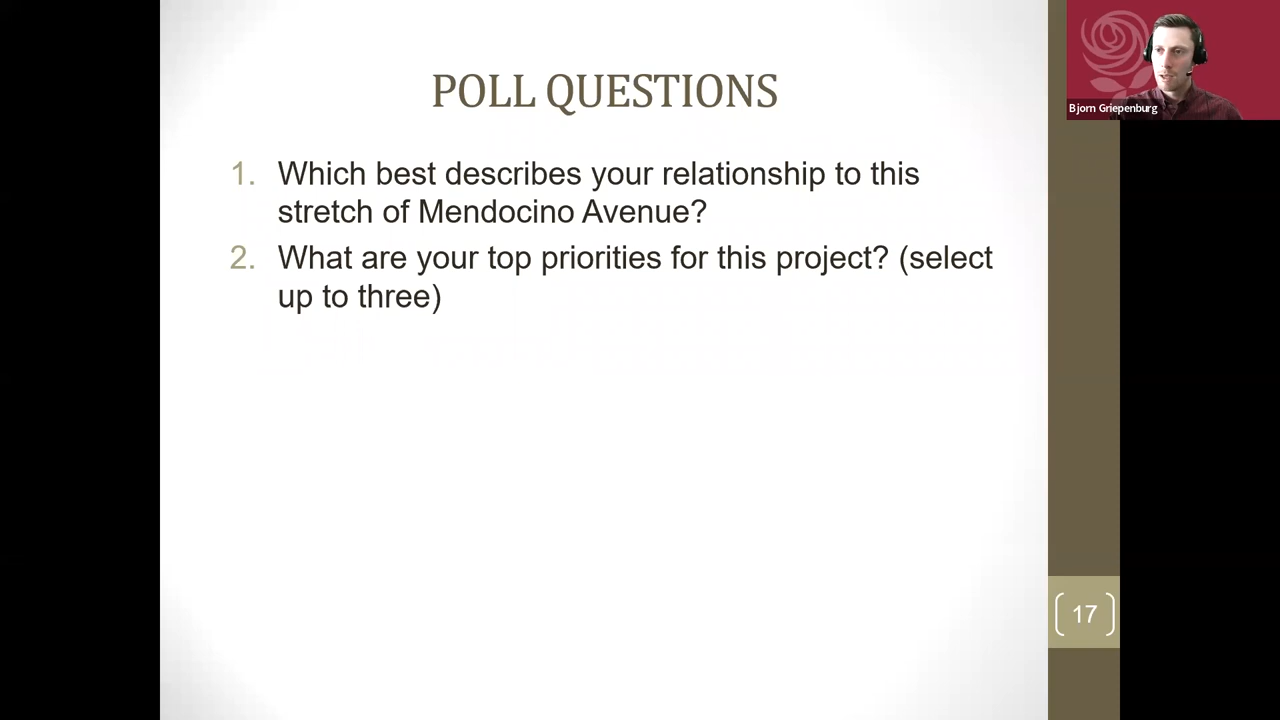 POLL QUESTIONS
Bjorn Griepenburg
1. Which best describes your relationship to this
stretch of Mendocino Avenue?
2. What are your top priorities for this project? (select
up to three)
17